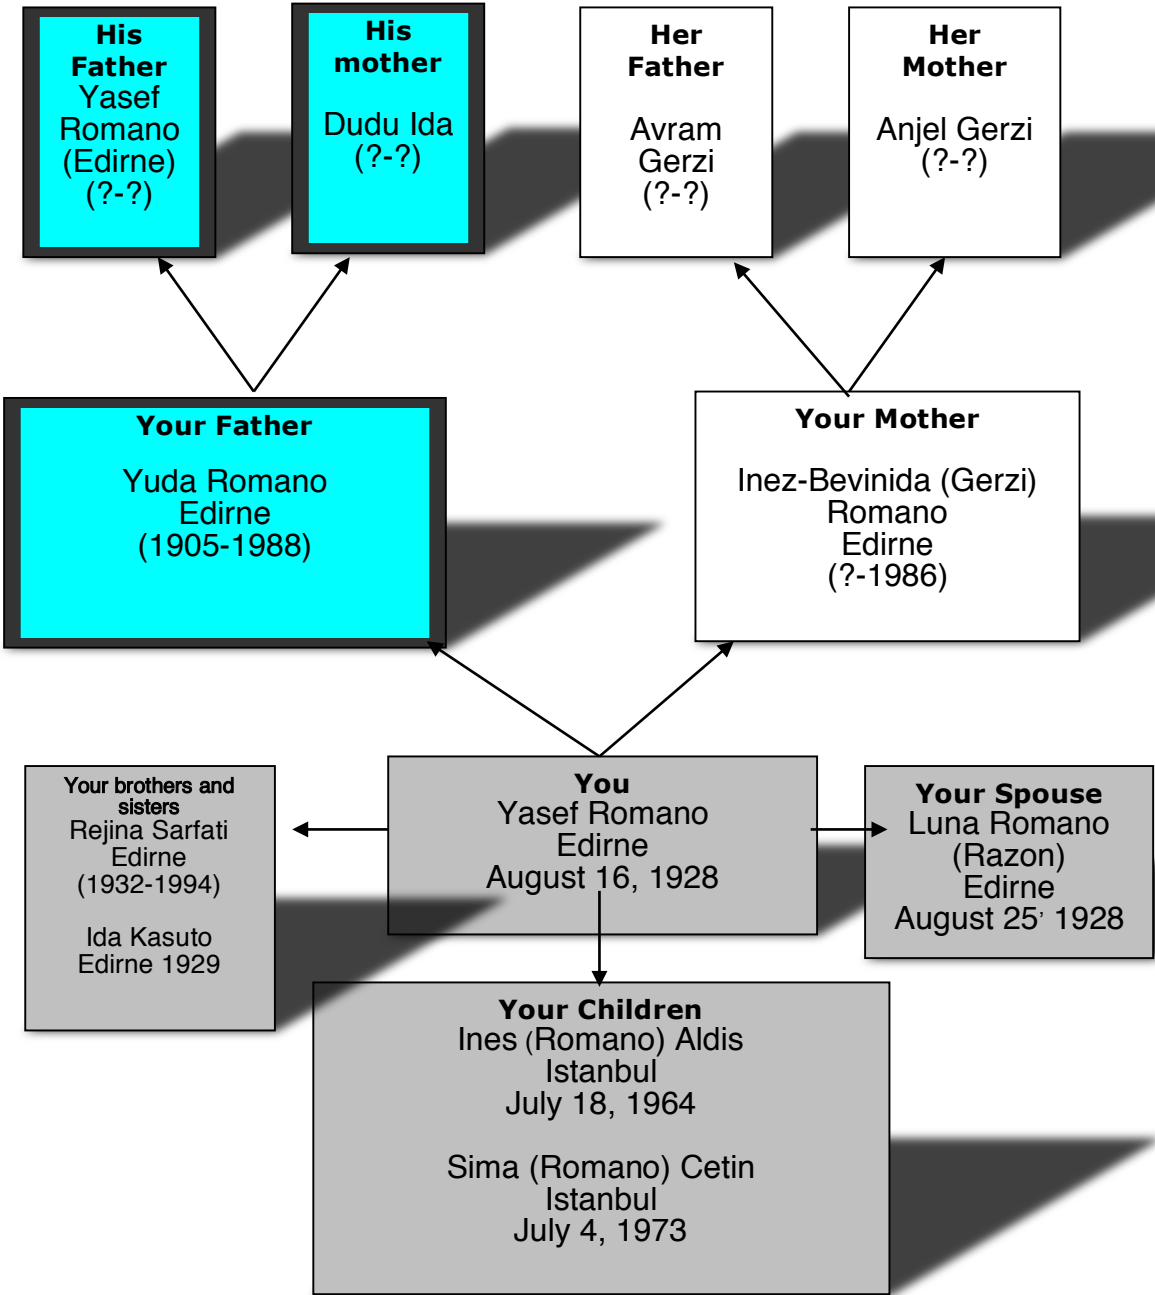 His
Father
Yasef
Romano
(Edirne)
(?-?)
His
mother
Dudu Ida
(?-?)
Her
Father
Avram
Gerzi
(?-?)
Her
Mother
Anjel Gerzi
(?-?)
Your Father
Yuda Romano
Edirne
(1905-1988)
Your Mother
Inez-Bevinida (Gerzi)
Romano
Edirne
(?-1986)
Your brothers and
sisters
Rejina Sarfati
Edirne
(1932-1994)
Ida Kasuto
Edirne 1929
You
Yasef Romano
Edirne
August 16, 1928
Your Spouse
Luna Romano
(Razon)
Edirne
August 25, 1928
Your Children
Ines (Romano) Aldis
Istanbul
July 18, 1964
Sima (Romano) Cetin
Istanbul
July 4, 1973